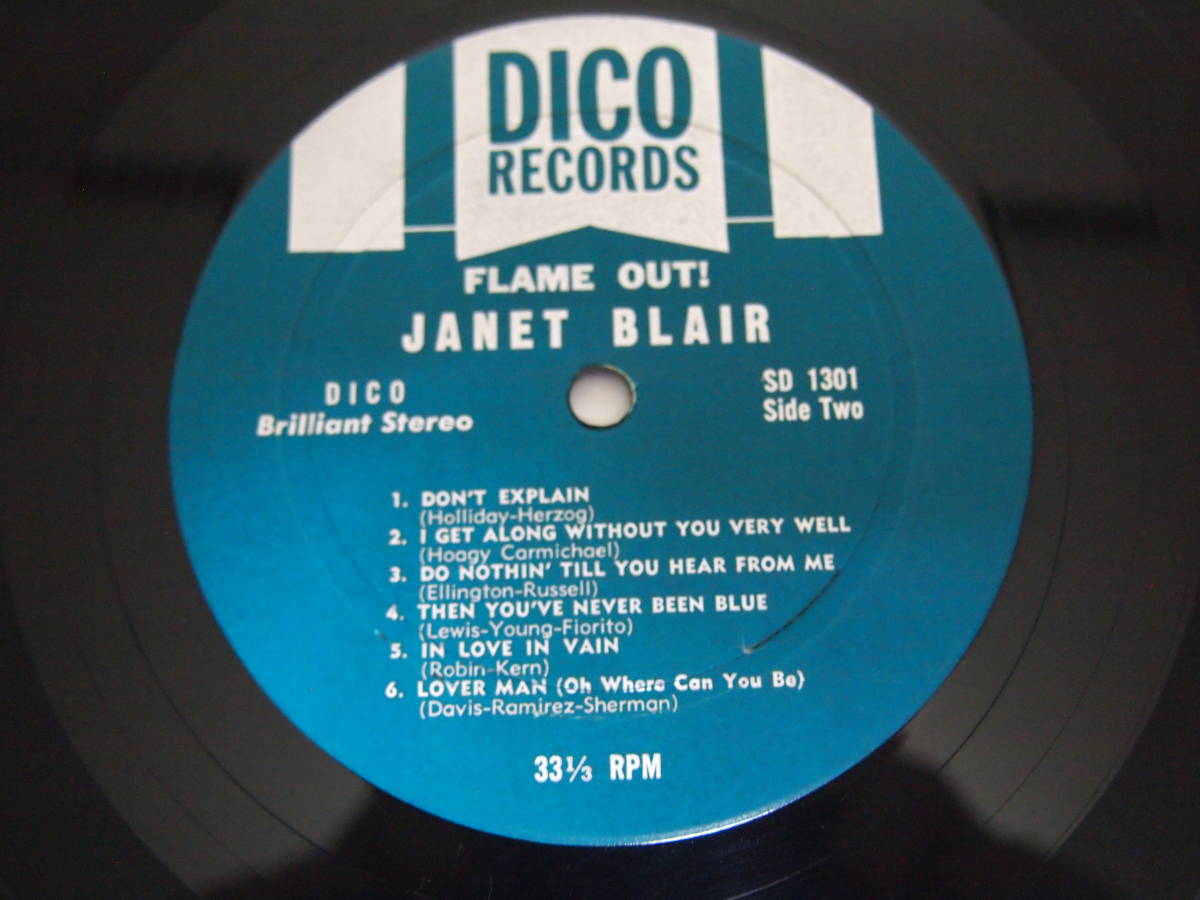 DICO
RECORDS
FLAME OUT!
JANET BLAIR
DICO
Brilliant Stereo
SD 1301
Side Two
1. DON'T EXPLAIN
(Holliday-Herzog)
2. I GET ALONG WITHOUT YOU VERY WELL
(Hoagy Carmichael)
3. DO NOTHIN' TILL YOU HEAR FROM ME
(Ellington-Russell)
4. THEN YOU'VE NEVER BEEN BLUE
(Lewis-Young-Fiorito)
5. IN LOVE IN VAIN
(Robin-Kern)
6. LOVER MAN (Oh Where Can You Be)
(Davis-Ramirez-Sherman)
33⅓ RPM